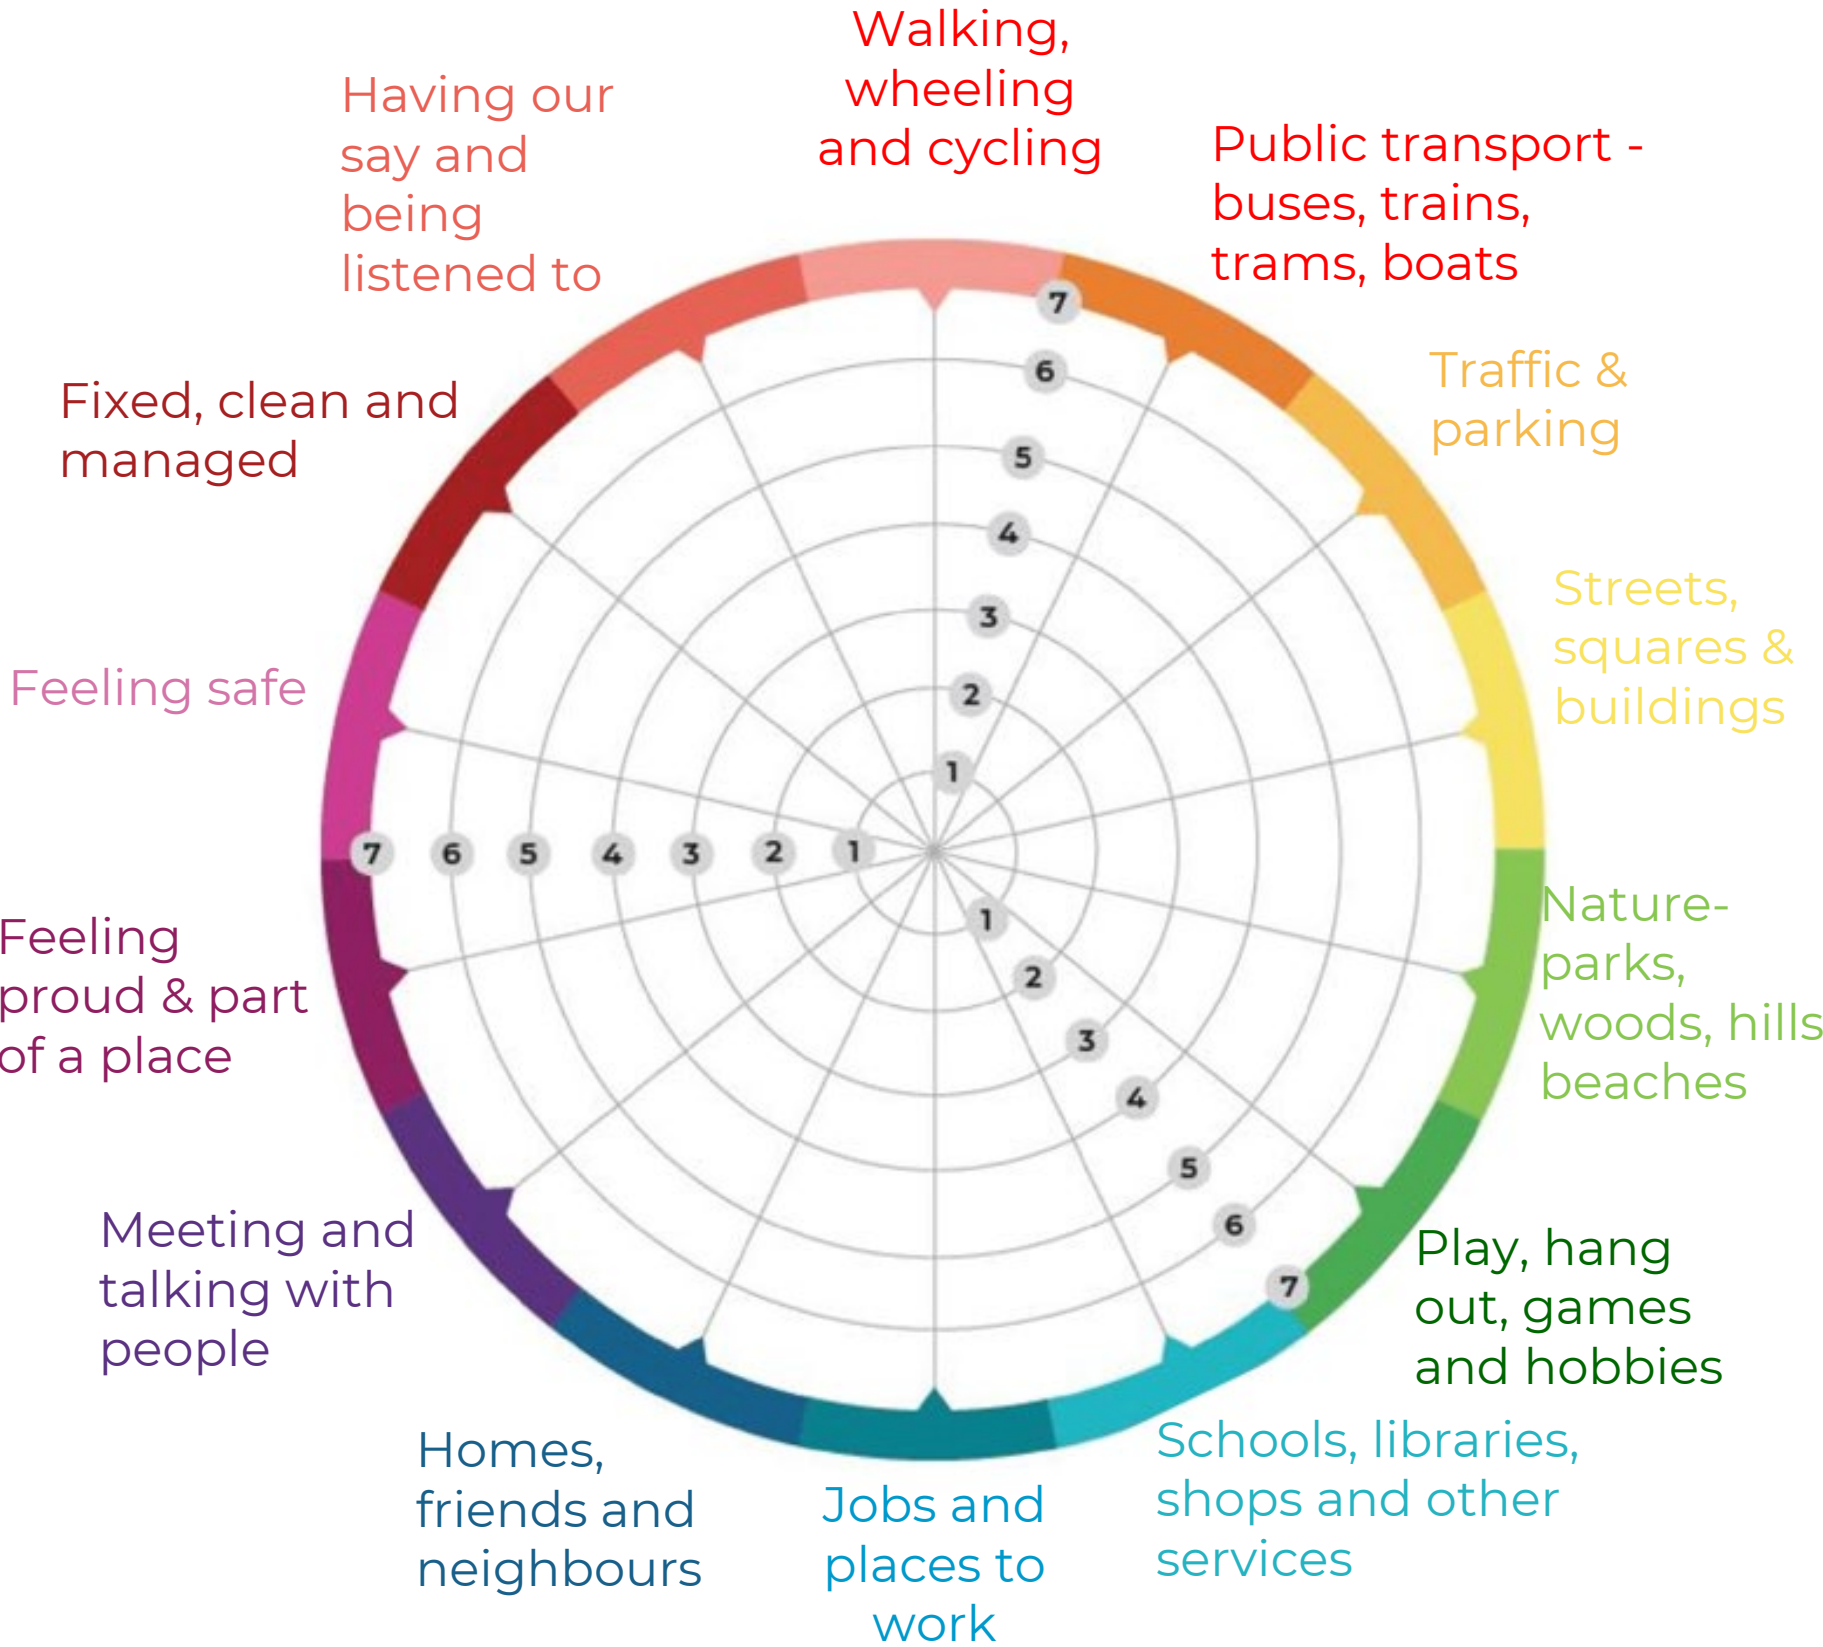 Walking,
wheeling
and cycling
Public transport -
buses, trains,
trams, boats
Traffic &
parking
Streets,
squares &
buildings
Nature-
parks,
woods, hills
beaches
Play, hang
out, games
and hobbies
Schools, libraries,
shops and other
services
Jobs and
places to
work
Homes,
friends and
neighbours
Meeting and
talking with
people
Feeling
proud & part
of a place
Feeling safe
Fixed, clean and
managed
Having our
say and
being
listened to
7
6
5
4
3
2
1
7 6 5 4 3 2 1
1
2
3
4
5
6
7